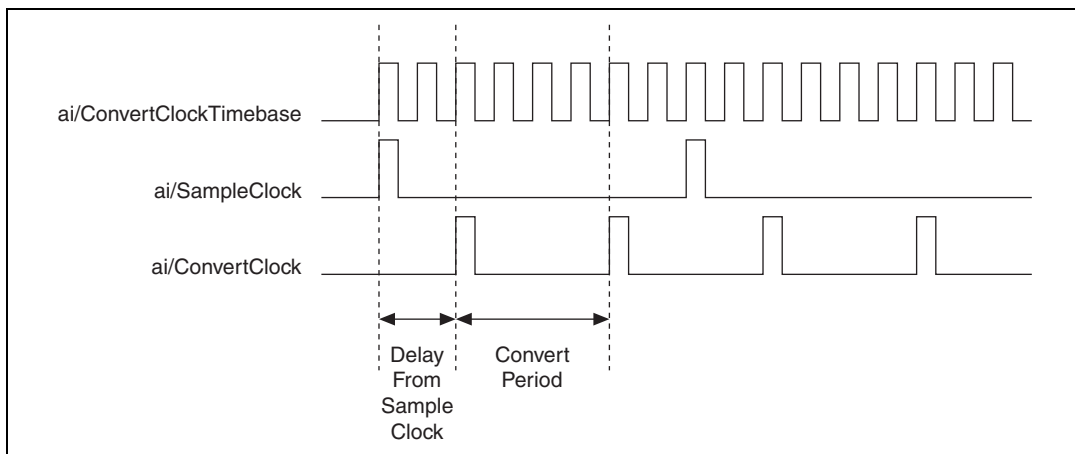 ai/ConvertClockTimebase
ai/SampleClock
ai/ConvertClock
Delay
From
Sample
Clock
Convert
Period